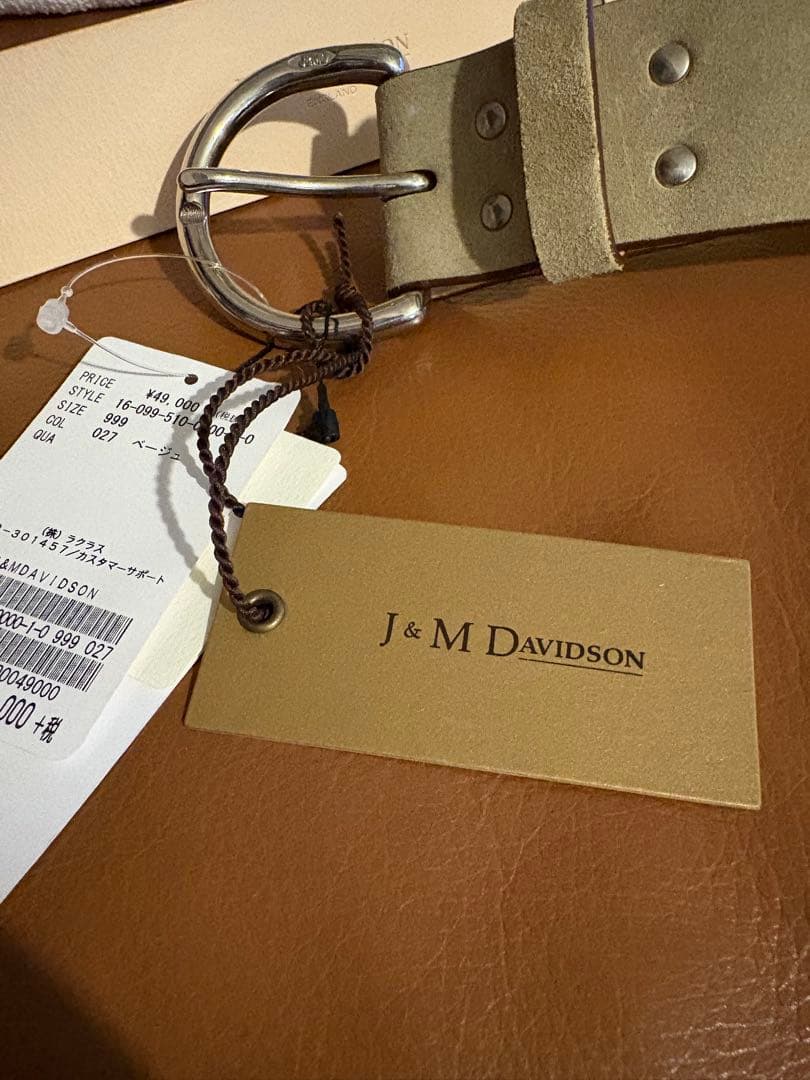 ENGLAND
PRICE ¥49,000
STYLE 16-099-510-
SIZE 999
COL 027 ベージュ
QUA
(株) ラクラス
-301457/カスタマーサポート
&MDAVIDSON
000-1-0 999 027
0049000
000 +税
J & M DAVIDSON